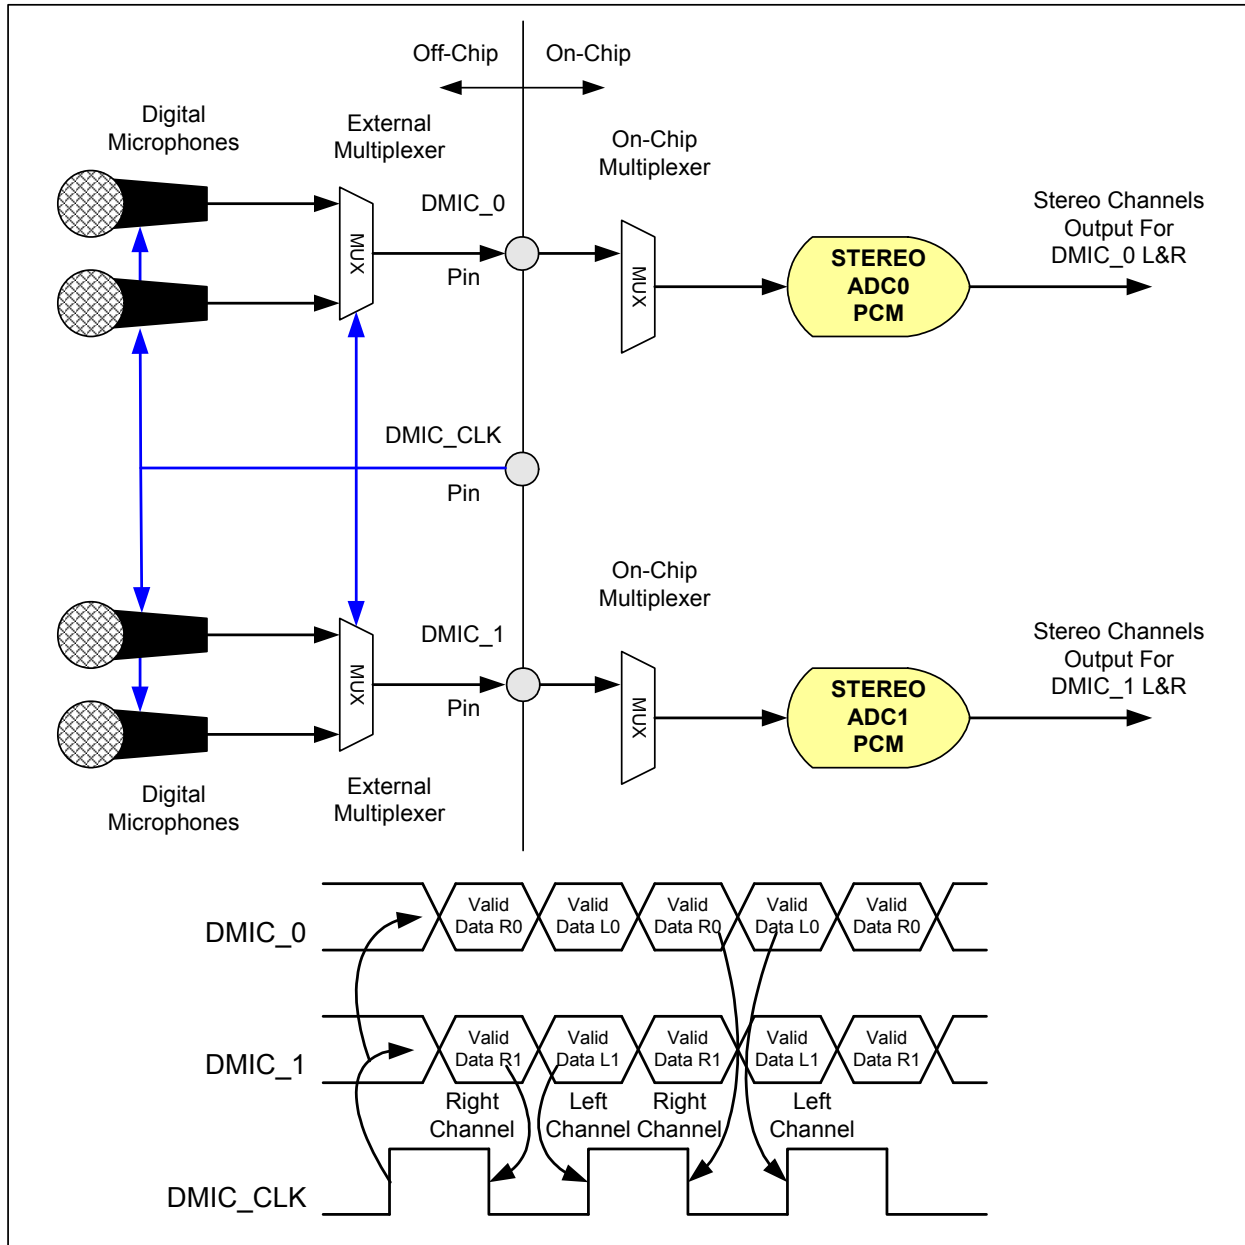 Off-Chip
On-Chip
Digital
Microphones
External
Multiplexer
On-Chip
Multiplexer
DMIC_0
Pin
MUX
MUX
STEREO
ADC0
PCM
Stereo Channels
Output For
DMIC_0 L&R
DMIC_CLK
Pin
On-Chip
Multiplexer
DMIC_1
Pin
MUX
MUX
STEREO
ADC1
PCM
Stereo Channels
Output For
DMIC_1 L&R
Digital
Microphones
External
Multiplexer
DMIC_0
Valid
Data R0
Valid
Data L0
Valid
Data R0
Valid
Data L0
Valid
Data R0
DMIC_1
Valid
Data R1
Valid
Data L1
Valid
Data R1
Valid
Data L1
Valid
Data R1
Right
Channel
Left
Channel
Right
Channel
Left
Channel
DMIC_CLK